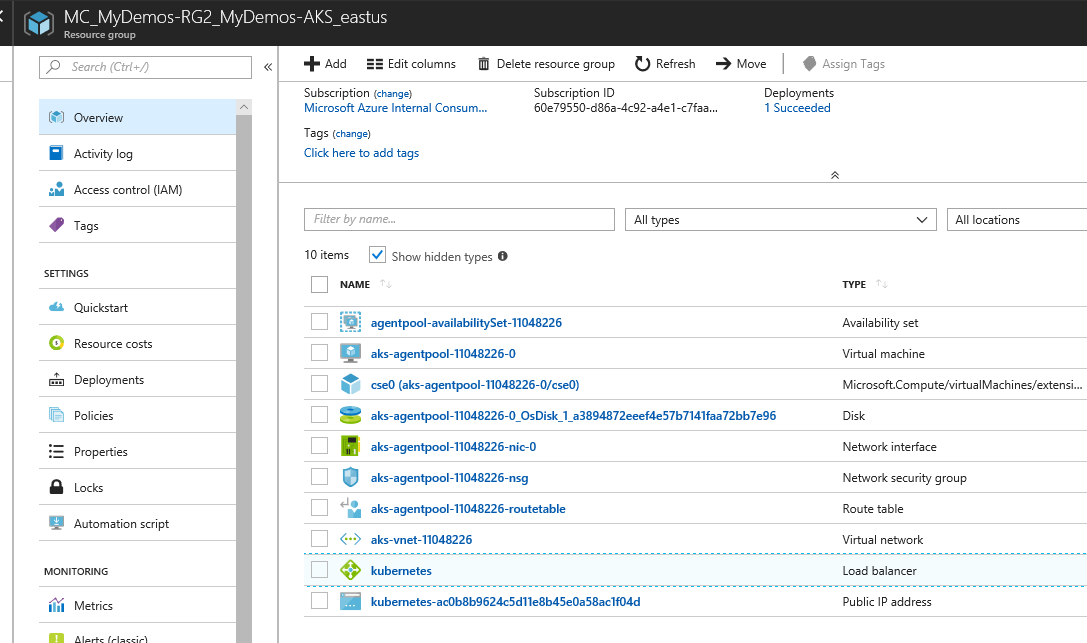 MC_MyDemos-RG2_MyDemos-AKS_eastus
Resource group
Search (Ctrl+/)
Overview
Activity log
Access control (IAM)
Tags
SETTINGS
Quickstart
Resource costs
Deployments
Policies
Properties
Locks
Automation script
MONITORING
Metrics
Alerts (classic)
Add Edit columns Delete resource group Refresh Move Assign Tags
Subscription (change) Subscription ID Deployments
Microsoft Azure Internal Consum... 60e79550-d86a-4c92-a4e1-c7faa... 1 Succeeded
Tags (change)
Click here to add tags
Filter by name... All types All locations
10 items Show hidden types
NAME TYPE
agentpool-availabilitySet-11048226 Availability set
aks-agentpool-11048226-0 Virtual machine
cse0 (aks-agentpool-11048226-0/cse0) Microsoft.Compute/virtualMachines/extensi...
aks-agentpool-11048226-0_OsDisk_1_a3894872eeef4e57b7141faa72bb7e96 Disk
aks-agentpool-11048226-nic-0 Network interface
aks-agentpool-11048226-nsg Network security group
aks-agentpool-11048226-routetable Route table
aks-vnet-11048226 Virtual network
kubernetes Load balancer
kubernetes-ac0b8b9624c5d11e8b45e0a58ac1f04d Public IP address